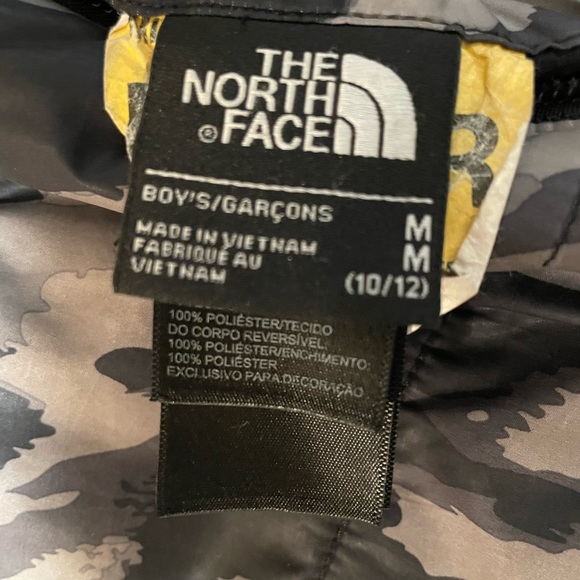 THE
NORTH
FACE
®
BOY'S/GARÇONS M
MADE IN VIETNAM M
FABRIQUÉ AU (10/12)
VIETNAM
100% POLIÉSTER/TECIDO
DO CORPO REVERSÍVEL:
100% POLIÉSTER/ENCHIMENTO:
100% POLIÉSTER
EXCLUSIVO PARA DECORAÇÃO
R